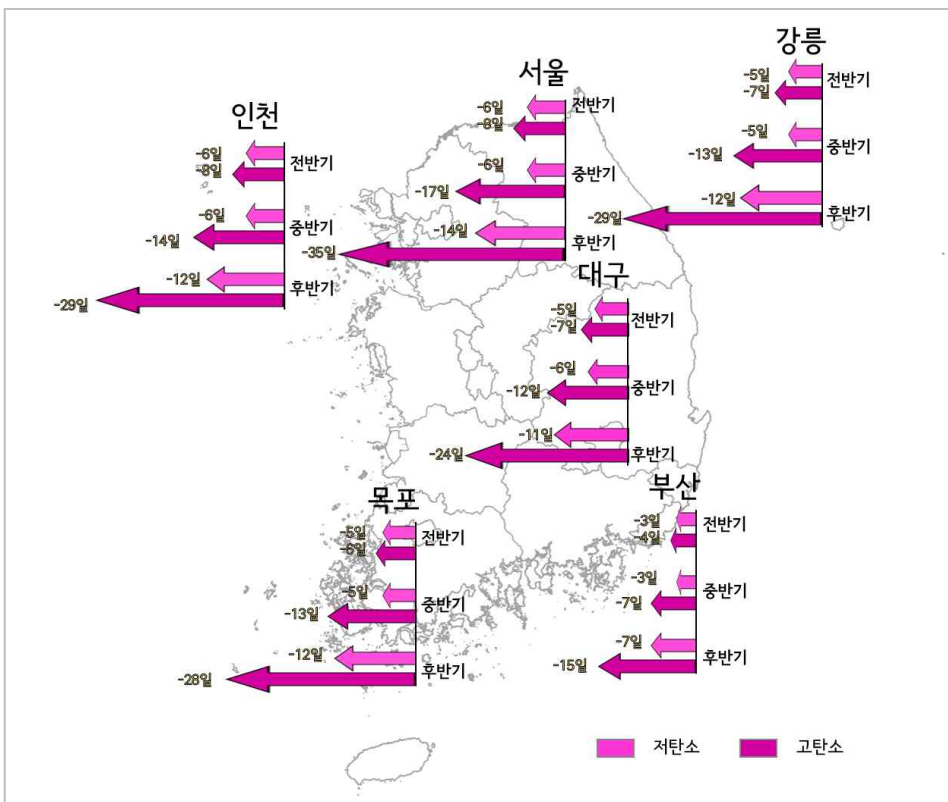 강릉
-5일
-7일
전반기
-5일
-13일
중반기
-12일
-29일
후반기
서울
-6일
-8일
전반기
-6일
-17일
중반기
-14일
-35일
후반기
인천
-6일
-8일
전반기
-6일
-14일
중반기
-12일
-29일
후반기
대구
-5일
-7일
전반기
-6일
-12일
중반기
-11일
-24일
후반기
목포
-5일
-6일
전반기
-5일
-13일
중반기
-12일
-28일
후반기
부산
-3일
-4일
전반기
-3일
-7일
중반기
-7일
-15일
후반기
저탄소
고탄소